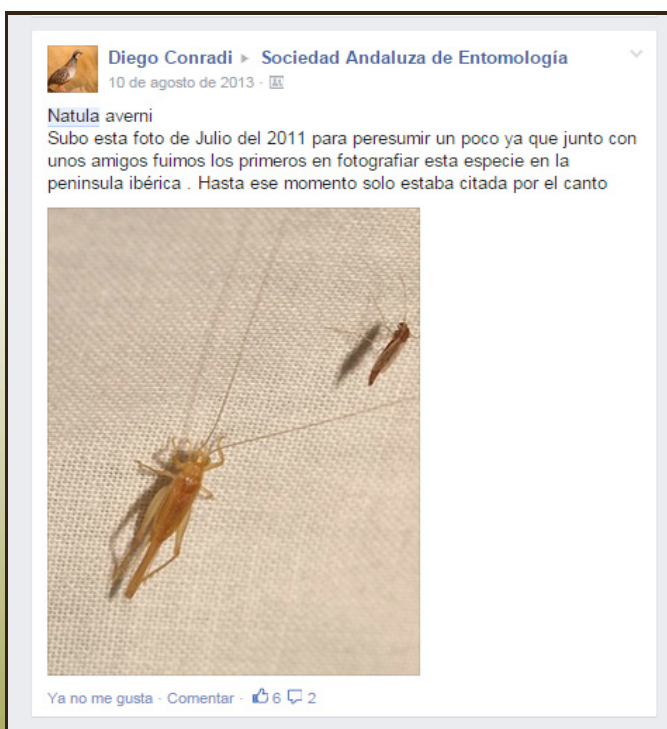 Diego Conradi ▸ Sociedad Andaluza de Entomología
10 de agosto de 2013 ·
Natula averni
Subo esta foto de Julio del 2011 para peresumir un poco ya que junto con
unos amigos fuimos los primeros en fotografiar esta especie en la
peninsula ibérica . Hasta ese momento solo estaba citada por el canto
Ya no me gusta · Comentar · 6 2